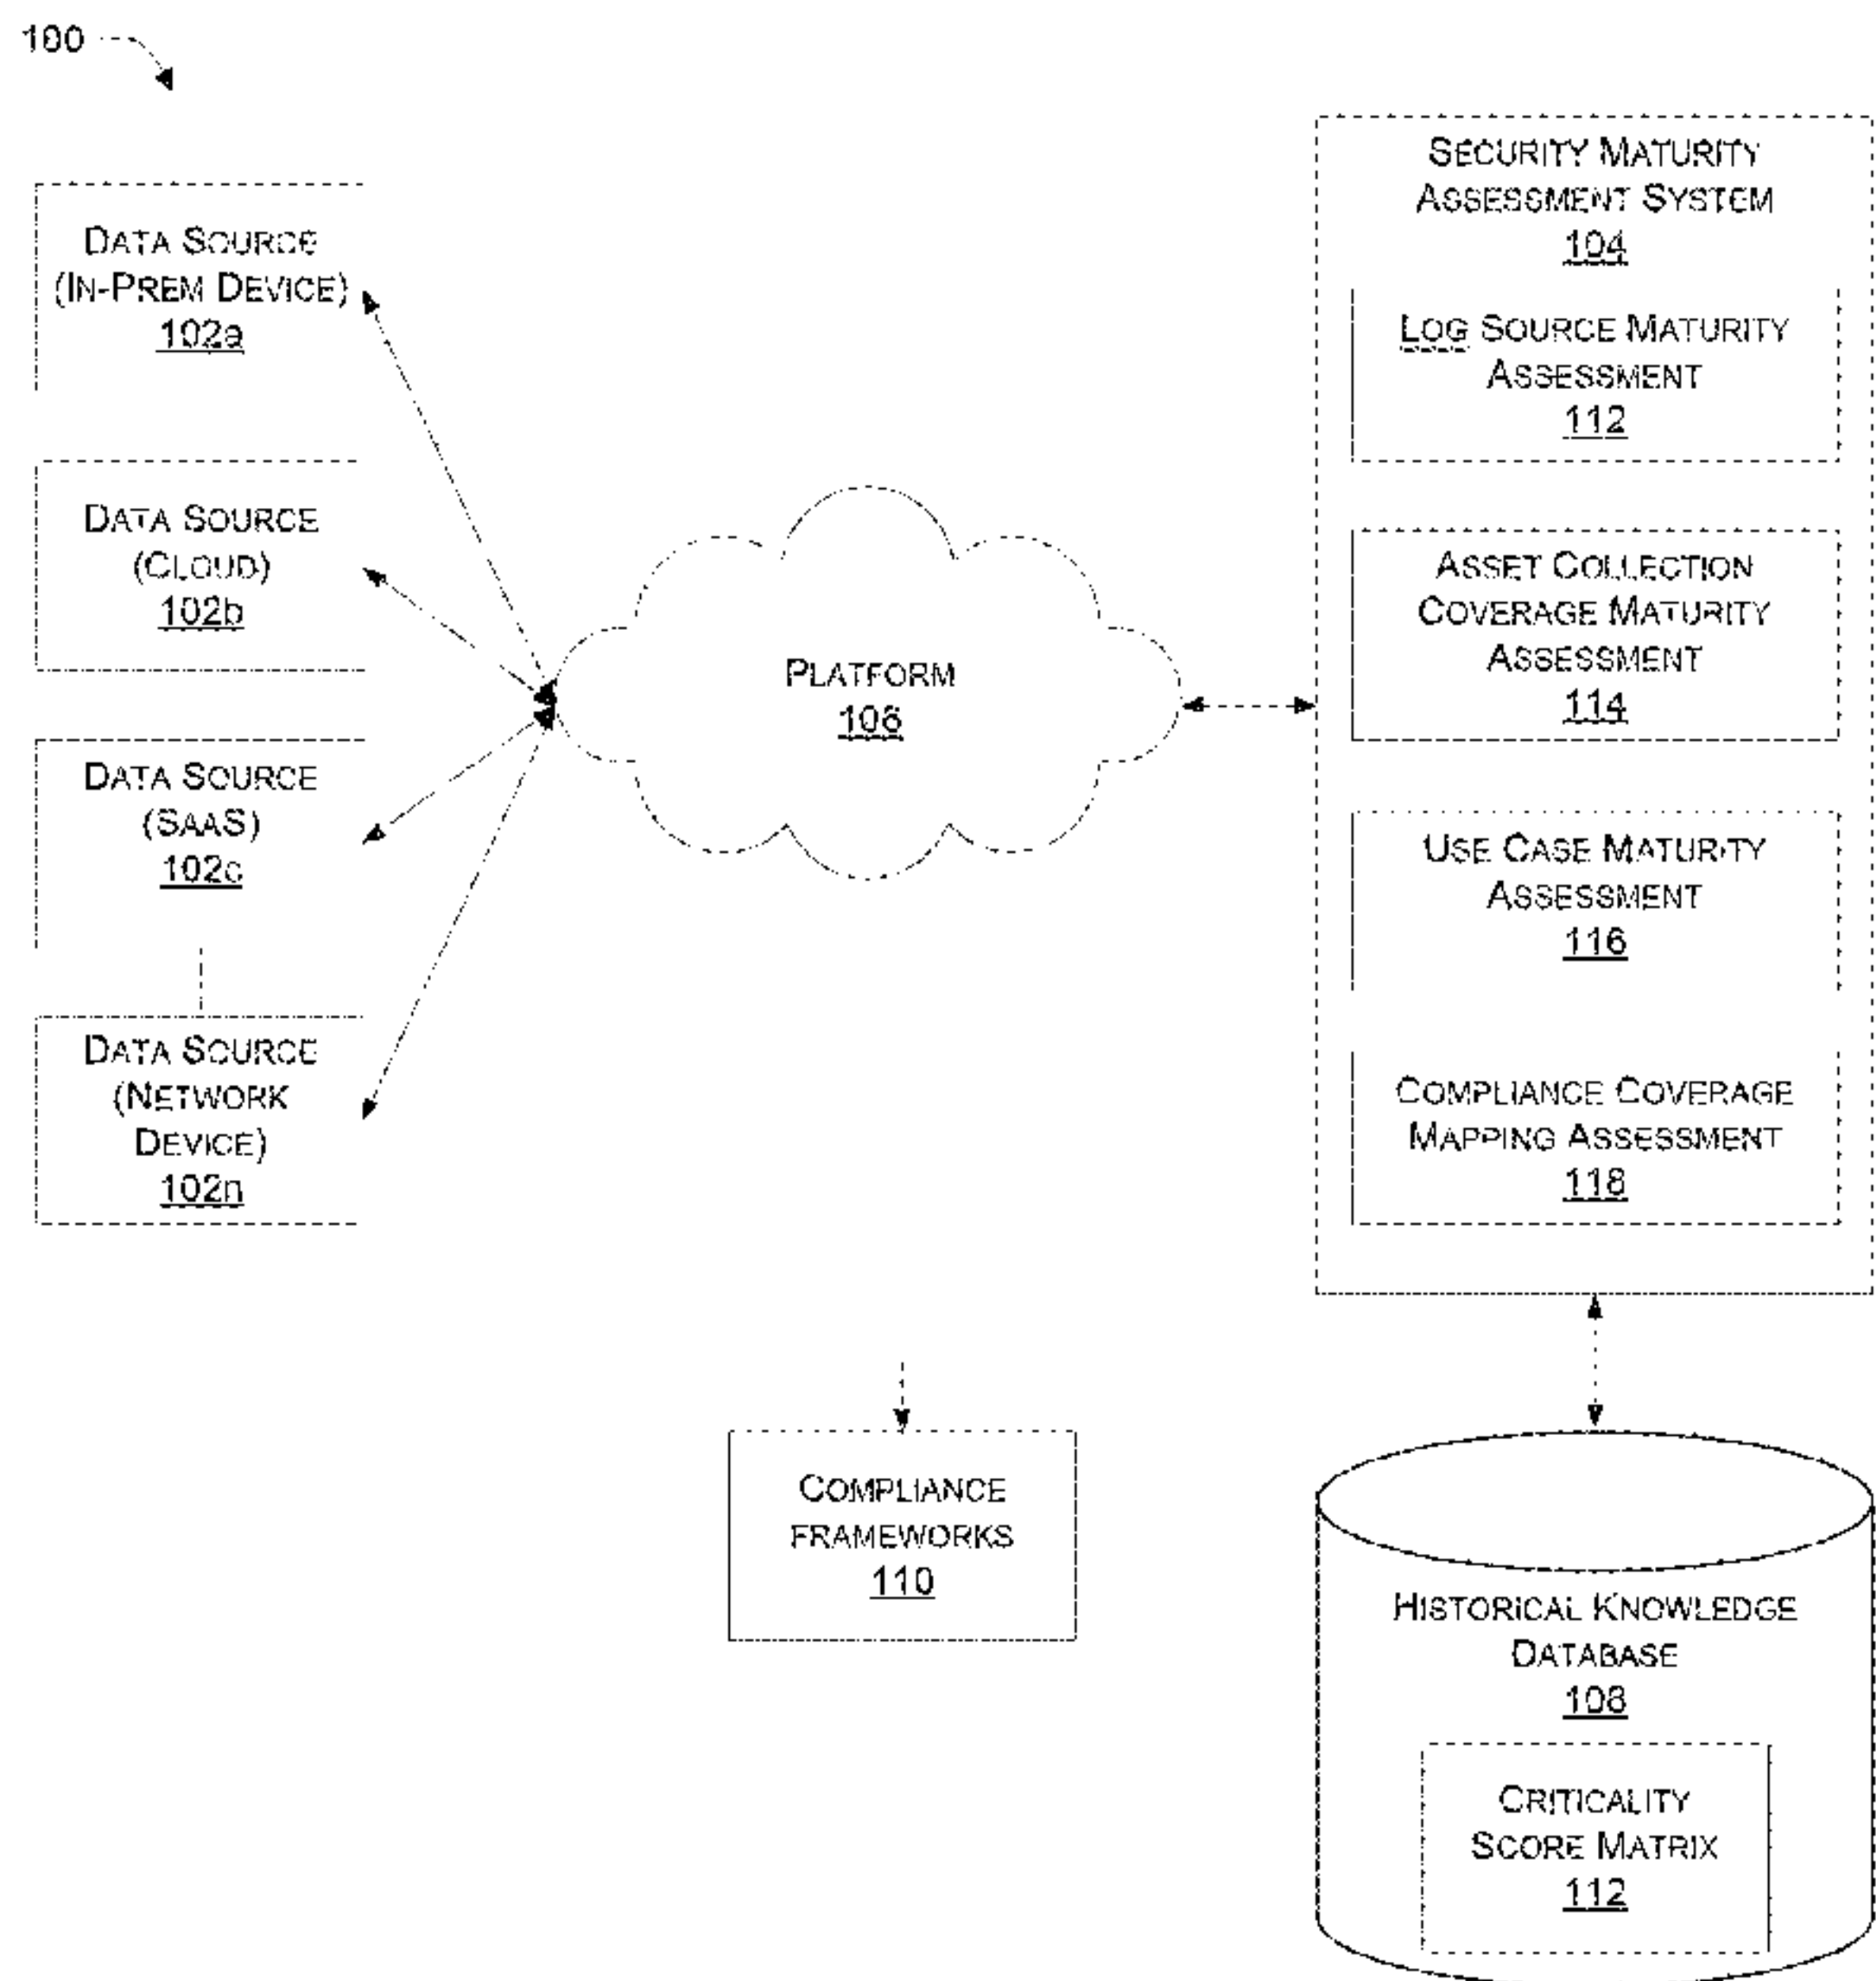 100
DATA SOURCE
(IN-PREM DEVICE)
102a
DATA SOURCE
(CLOUD)
102b
DATA SOURCE
(SAAS)
102c
DATA SOURCE
(NETWORK
DEVICE)
102n
PLATFORM
106
SECURITY MATURITY
ASSESSMENT SYSTEM
104
LOG SOURCE MATURITY
ASSESSMENT
112
ASSET COLLECTION
COVERAGE MATURITY
ASSESSMENT
114
USE CASE MATURITY
ASSESSMENT
116
COMPLIANCE COVERAGE
MAPPING ASSESSMENT
118
COMPLIANCE
FRAMEWORKS
110
HISTORICAL KNOWLEDGE
DATABASE
108
CRITICALITY
SCORE MATRIX
112